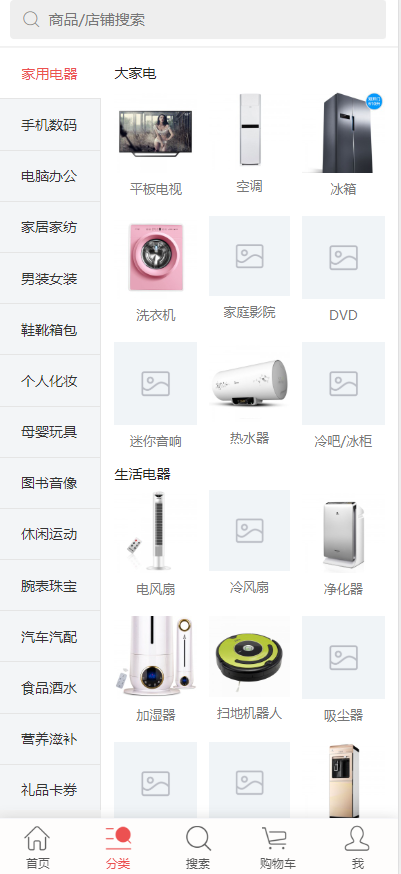 商品/店铺搜索
家用电器
手机数码
电脑办公
家居家纺
男装女装
鞋靴箱包
个人化妆
母婴玩具
图书音像
休闲运动
腕表珠宝
汽车汽配
食品酒水
营养滋补
礼品卡券
大家电
平板电视 空调 冰箱
洗衣机 家庭影院 DVD
迷你音响 热水器 冷吧/冰柜
生活电器
电风扇 冷风扇 净化器
加湿器 扫地机器人 吸尘器
首页 分类 搜索 购物车 我